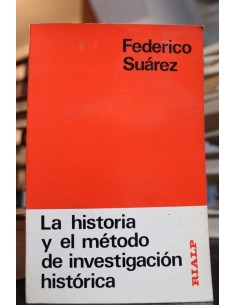 Federico
Suárez
La historia
y el método
de investigación
histórica
RIALP